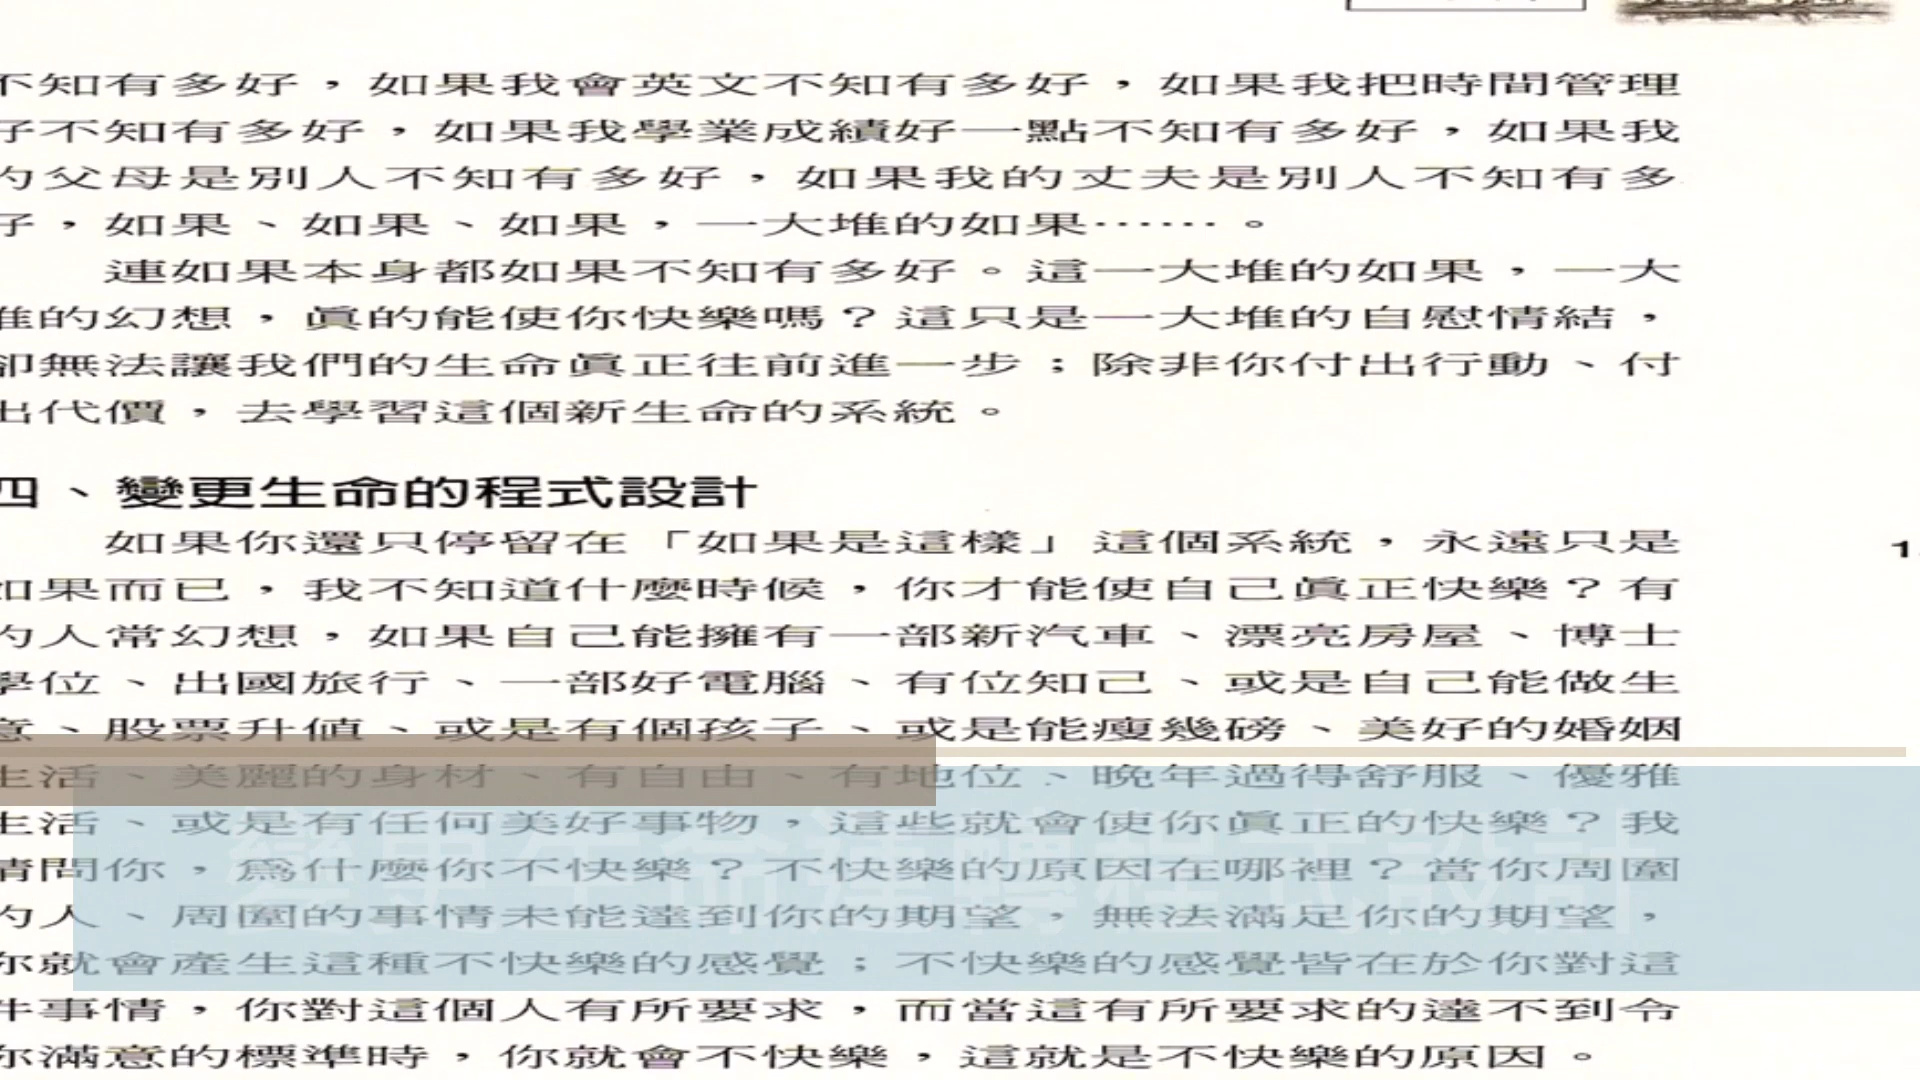 不知有多好，如果我會英文不知有多好，如果我把時間管理
好不知有多好，如果我學業成績好一點不知有多好，如果我
的父母是別人不知有多好，如果我的丈夫是別人不知有多
好，如果、如果、如果，一大堆的如果⋯⋯。
連如果本身都如果不知有多好。這一大堆的如果，一大
堆的幻想，眞的能使你快樂嗎？這只是一大堆的自慰情結，
卻無法讓我們的生命眞正往前進一步；除非你付出行動、付
出代價，去學習這個新生命的系統。
四、變更生命的程式設計
如果你還只停留在「如果是這樣」這個系統，永遠只是
如果而已，我不知道什麼時候，你才能使自己眞正快樂？有
的人常幻想，如果自己能擁有一部新汽車、漂亮房屋、博士
學位、出國旅行、一部好電腦、有位知己、或是自己能做生
意、股票升値、或是有個孩子、或是能瘦幾磅、美好的婚姻
生活、美麗的身材、有自由、有地位、晚年過得舒服、優雅
生活、或是有任何美好事物，這些就會使你眞正的快樂？我
請問你，爲什麼你不快樂？不快樂的原因在哪裡？當你周圍
的人、周圍的事情未能達到你的期望，無法滿足你的期望，
你就會產生這種不快樂的感覺；不快樂的感覺皆在於你對這
件事情，你對這個人有所要求，而當這有所要求的達不到令
你滿意的標準時，你就會不快樂，這就是不快樂的原因。
變更生命運轉程式設計
1